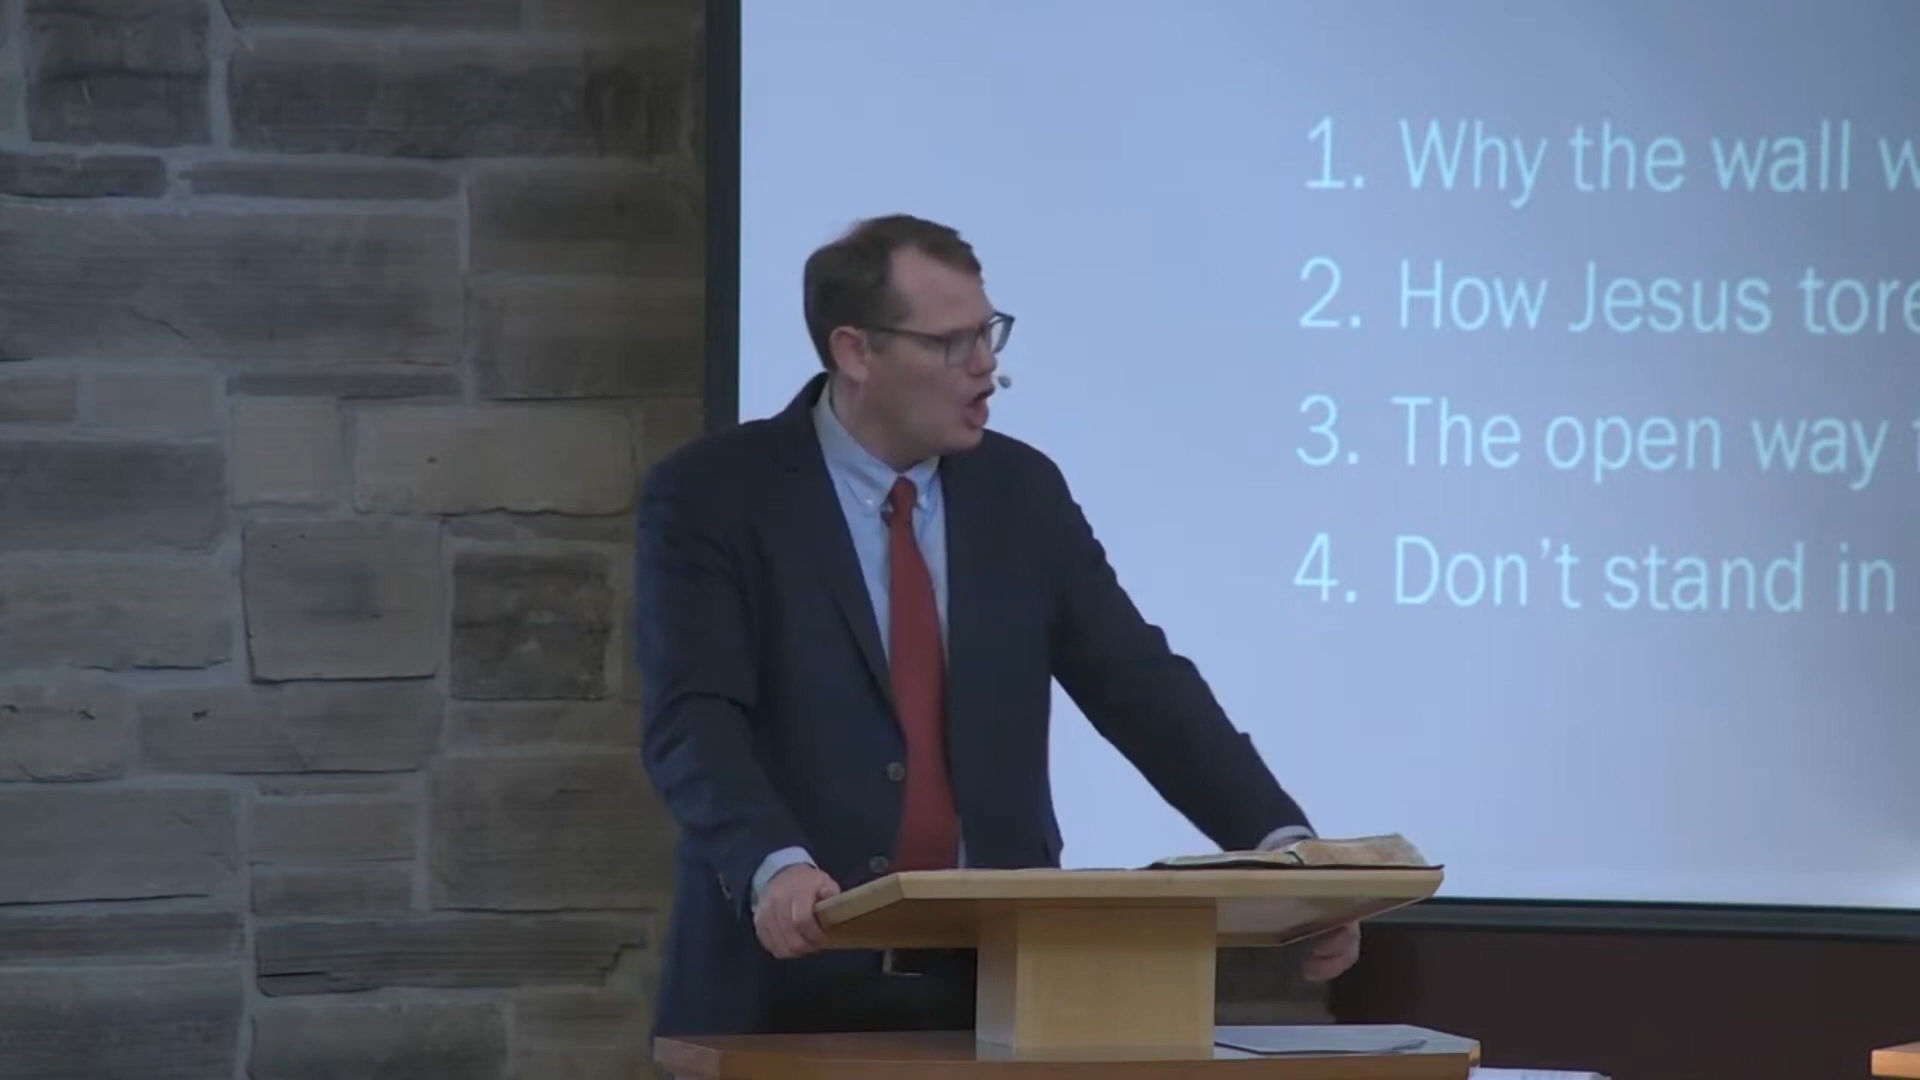 1. Why the wall
2. How Jesus tore
3. The open way
4. Don't stand in